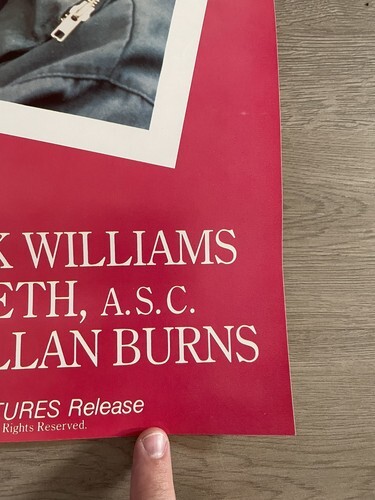 K WILLIAMS
ETH, A.S.C.
LLAN BURNS
TURES Release
Rights Reserved.